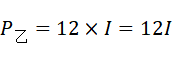 P乙 = 12 × I = 12I